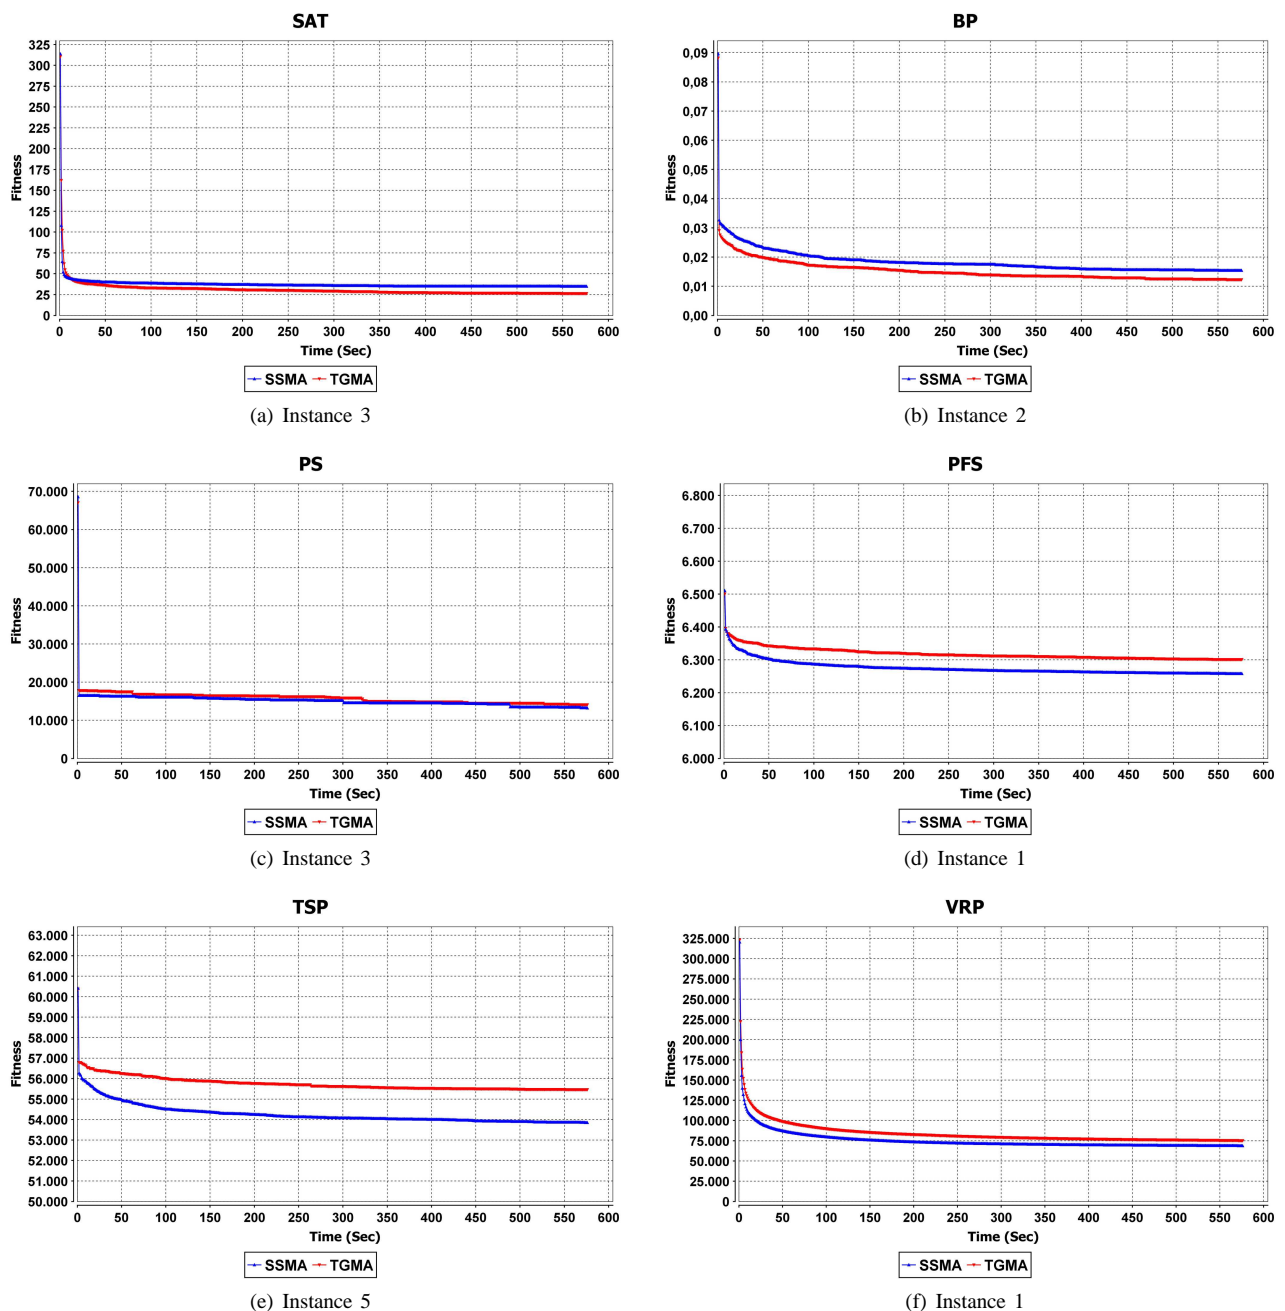 SAT
325
300
275
250
225
200
175
150
125
100
75
50
25
0
Fitness
0 50 100 150 200 250 300 350 400 450 500 550 600
Time (Sec)
SSMA TGMA
(a) Instance 3
BP
0,09
0,08
0,07
0,06
0,05
0,04
0,03
0,02
0,01
0,00
Fitness
0 50 100 150 200 250 300 350 400 450 500 550 600
Time (Sec)
SSMA TGMA
(b) Instance 2
PS
70.000
60.000
50.000
40.000
30.000
20.000
10.000
0
Fitness
0 50 100 150 200 250 300 350 400 450 500 550 600
Time (Sec)
SSMA TGMA
(c) Instance 3
PFS
6.800
6.700
6.600
6.500
6.400
6.300
6.200
6.100
6.000
Fitness
0 50 100 150 200 250 300 350 400 450 500 550 600
Time (Sec)
SSMA TGMA
(d) Instance 1
TSP
63.000
62.000
61.000
60.000
59.000
58.000
57.000
56.000
55.000
54.000
53.000
52.000
51.000
50.000
Fitness
0 50 100 150 200 250 300 350 400 450 500 550 600
Time (Sec)
SSMA TGMA
(e) Instance 5
VRP
325.000
300.000
275.000
250.000
225.000
200.000
175.000
150.000
125.000
100.000
75.000
50.000
25.000
0
Fitness
0 50 100 150 200 250 300 350 400 450 500 550 600
Time (Sec)
SSMA TGMA
(f) Instance 1